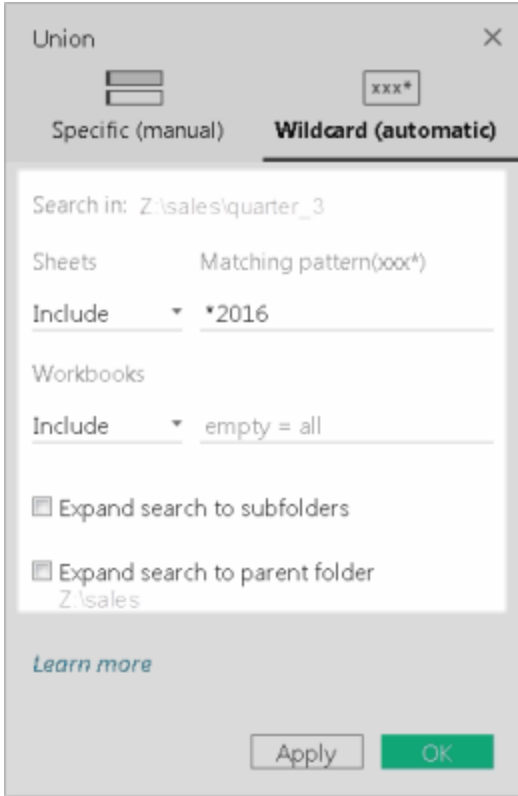 Union
xxx*
Specific (manual) Wildcard (automatic)
Search in: Z:\sales\quarter_3
Sheets Matching pattern(xxx*)
Include *2016
Workbooks
Include empty = all
Expand search to subfolders
Expand search to parent folder
Z:\sales
Learn more
Apply OK